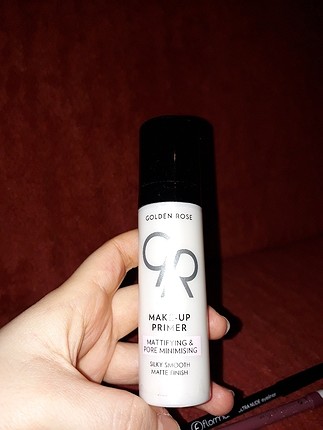 GOLDEN ROSE
GR
MAKE-UP
PRIMER
MATTIFYING &
PORE MINIMISING
SILKY SMOOTH
MATTE FINISH